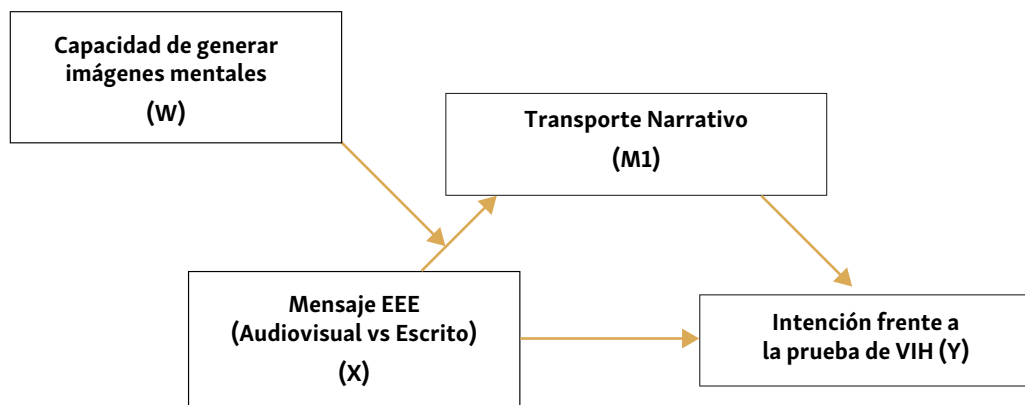 Capacidad de generar
imágenes mentales
(W)
Transporte Narrativo
(M1)
Mensaje EEE
(Audiovisual vs Escrito)
(X)
Intención frente a
la prueba de VIH (Y)